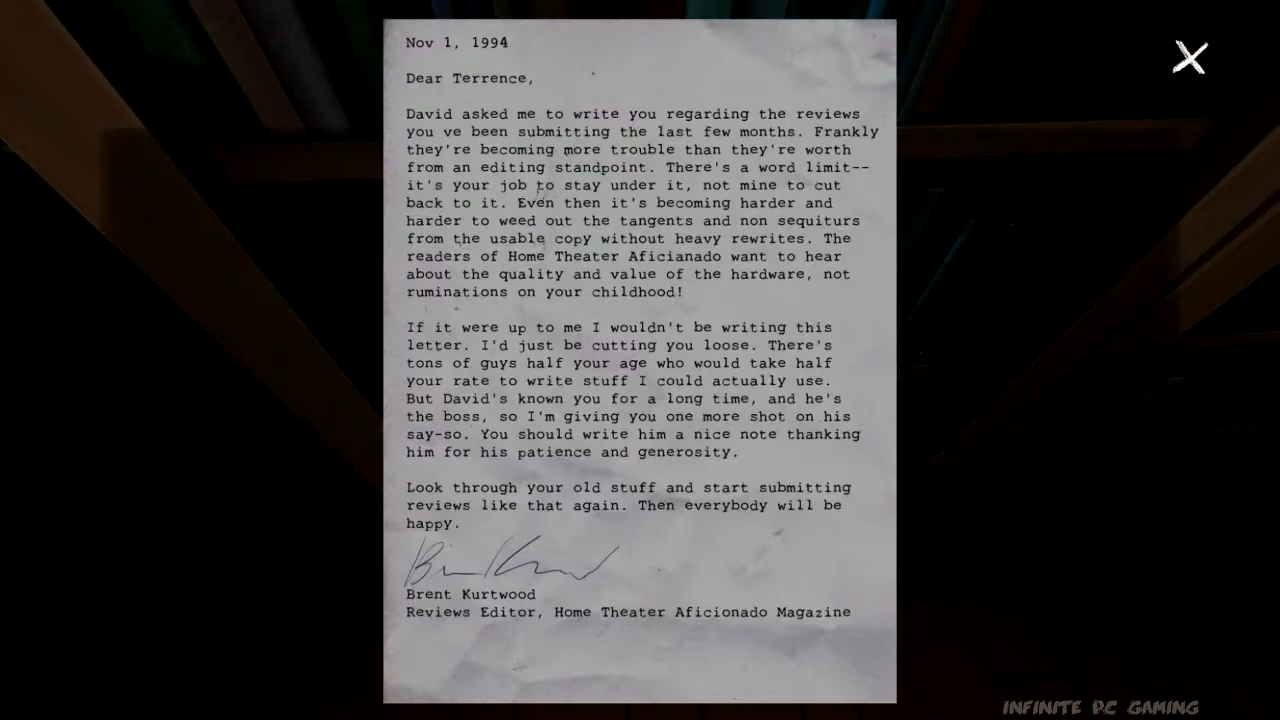 Nov 1, 1994
Dear Terrence,
David asked me to write you regarding the reviews
you ve been submitting the last few months. Frankly
they're becoming more trouble than they're worth
from an editing standpoint. There's a word limit--
it's your job to stay under it, not mine to cut
back to it. Even then it's becoming harder and
harder to weed out the tangents and non sequiturs
from the usable copy without heavy rewrites. The
readers of Home Theater Aficianado want to hear
about the quality and value of the hardware, not
ruminations on your childhood!
If it were up to me I wouldn't be writing this
letter. I'd just be cutting you loose. There's
tons of guys half your age who would take half
your rate to write stuff I could actually use.
But David's known you for a long time, and he's
the boss, so I'm giving you one more shot on his
say-so. You should write him a nice note thanking
him for his patience and generosity.
Look through your old stuff and start submitting
reviews like that again. Then everybody will be
happy.
Brent Kurtwood
Reviews Editor, Home Theater Aficionado Magazine
INFINITE PC GAMING